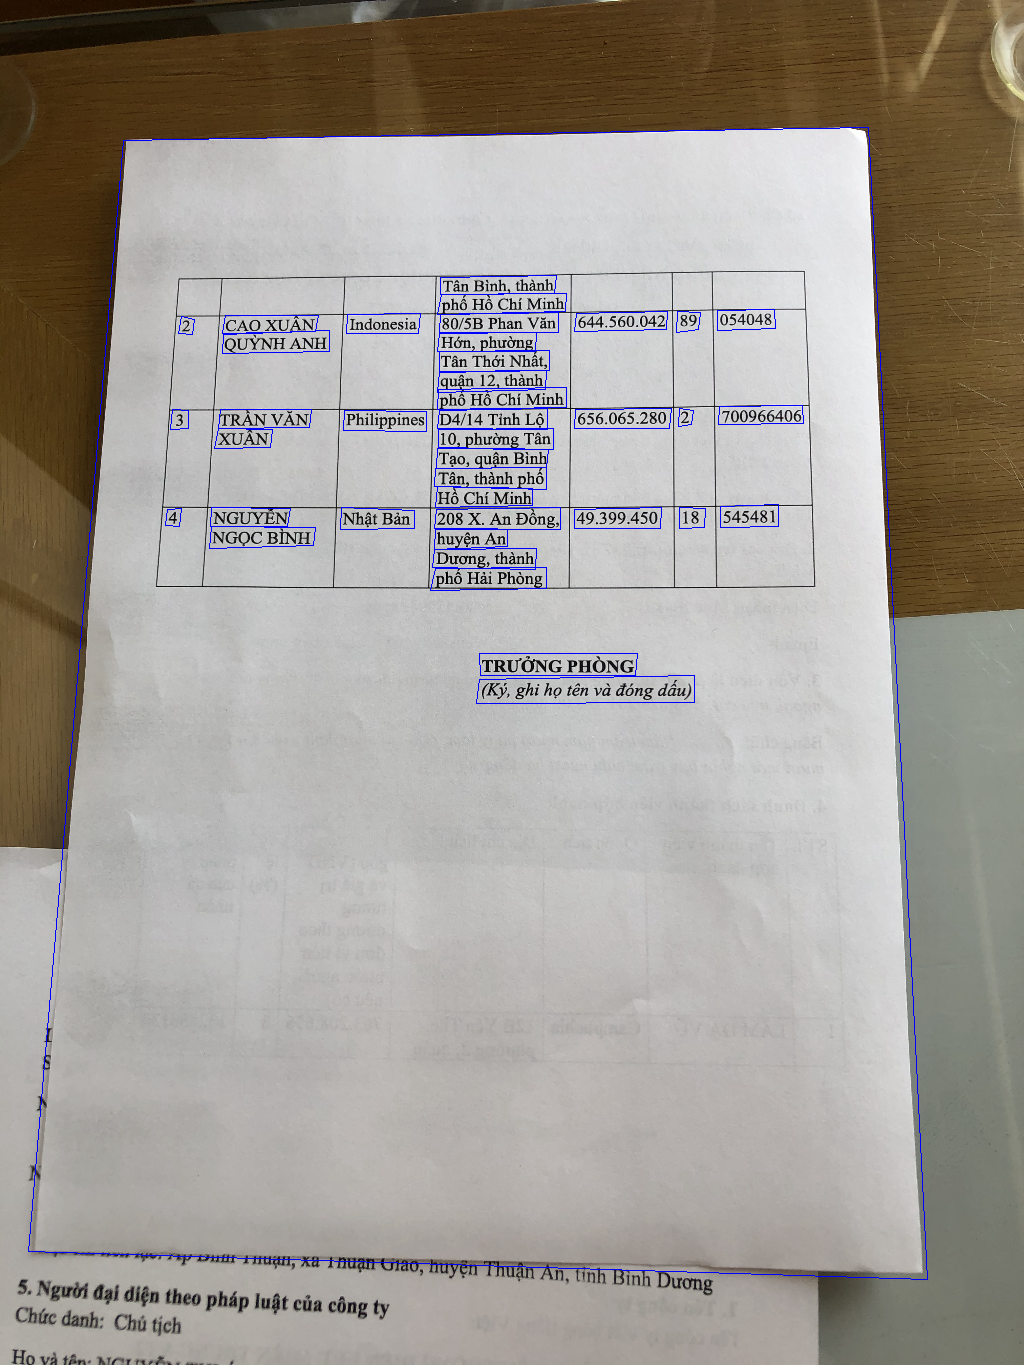 Tân Bình, thành
phố Hồ Chí Minh
2 CAO XUÂN Indonesia 80/5B Phan Văn 644.560.042 89 054048
QUỲNH ANH Hớn, phường
Tân Thới Nhất,
quận 12, thành
phố Hồ Chí Minh
3 TRẦN VĂN Philippines D4/14 Tỉnh Lộ 656.065.280 2 700966406
XUÂN 10, phường Tân
Tạo, quận Bình
Tân, thành phố
Hồ Chí Minh
4 NGUYỄN Nhật Bản 208 X. An Đồng, 49.399.450 18 545481
NGỌC BÌNH huyện An
Dương, thành
phố Hải Phòng
TRƯỞNG PHÒNG
(Ký, ghi họ tên và đóng dấu)
Ấp Bình Thuận, xã Thuận Giao, huyện Thuận An, tỉnh Bình Dương
5. Người đại diện theo pháp luật của công ty
Chức danh: Chủ tịch
Họ và tên: NGUYỄN